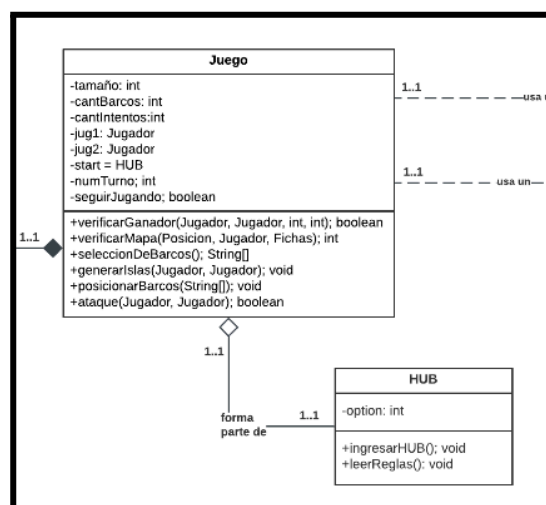 Juego
-tamaño: int
-cantBarcos: int
-cantIntentos:int
-jug1: Jugador
-jug2: Jugador
-start = HUB
-numTurno; int
-seguirJugando; boolean
+verificarGanador(Jugador, Jugador, int, int); boolean
+verificarMapa(Posicion, Jugador, Fichas); int
+seleccionDeBarcos(); String[]
+generarIslas(Jugador, Jugador); void
+posicionarBarcos(String[]); void
+ataque(Jugador, Jugador); boolean
1..1
usa u
1..1
usa un
1..1
1..1
forma
parte de
1..1
HUB
-option: int
+ingresarHUB(); void
+leerReglas(): void